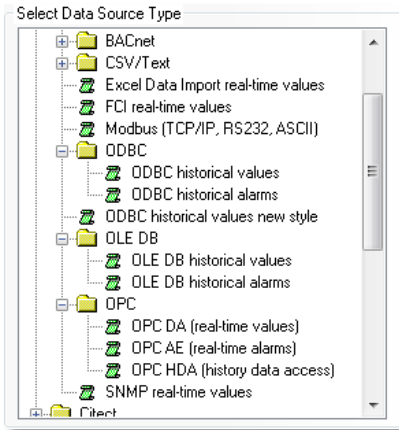 Select Data Source Type
BACnet
CSV/Text
Excel Data Import real-time values
FCI real-time values
Modbus (TCP/IP, RS232, ASCII)
ODBC
ODBC historical values
ODBC historical alarms
ODBC historical values new style
OLE DB
OLE DB historical values
OLE DB historical alarms
OPC
OPC DA (real-time values)
OPC AE (real-time alarms)
OPC HDA (history data access)
SNMP real-time values
Citect